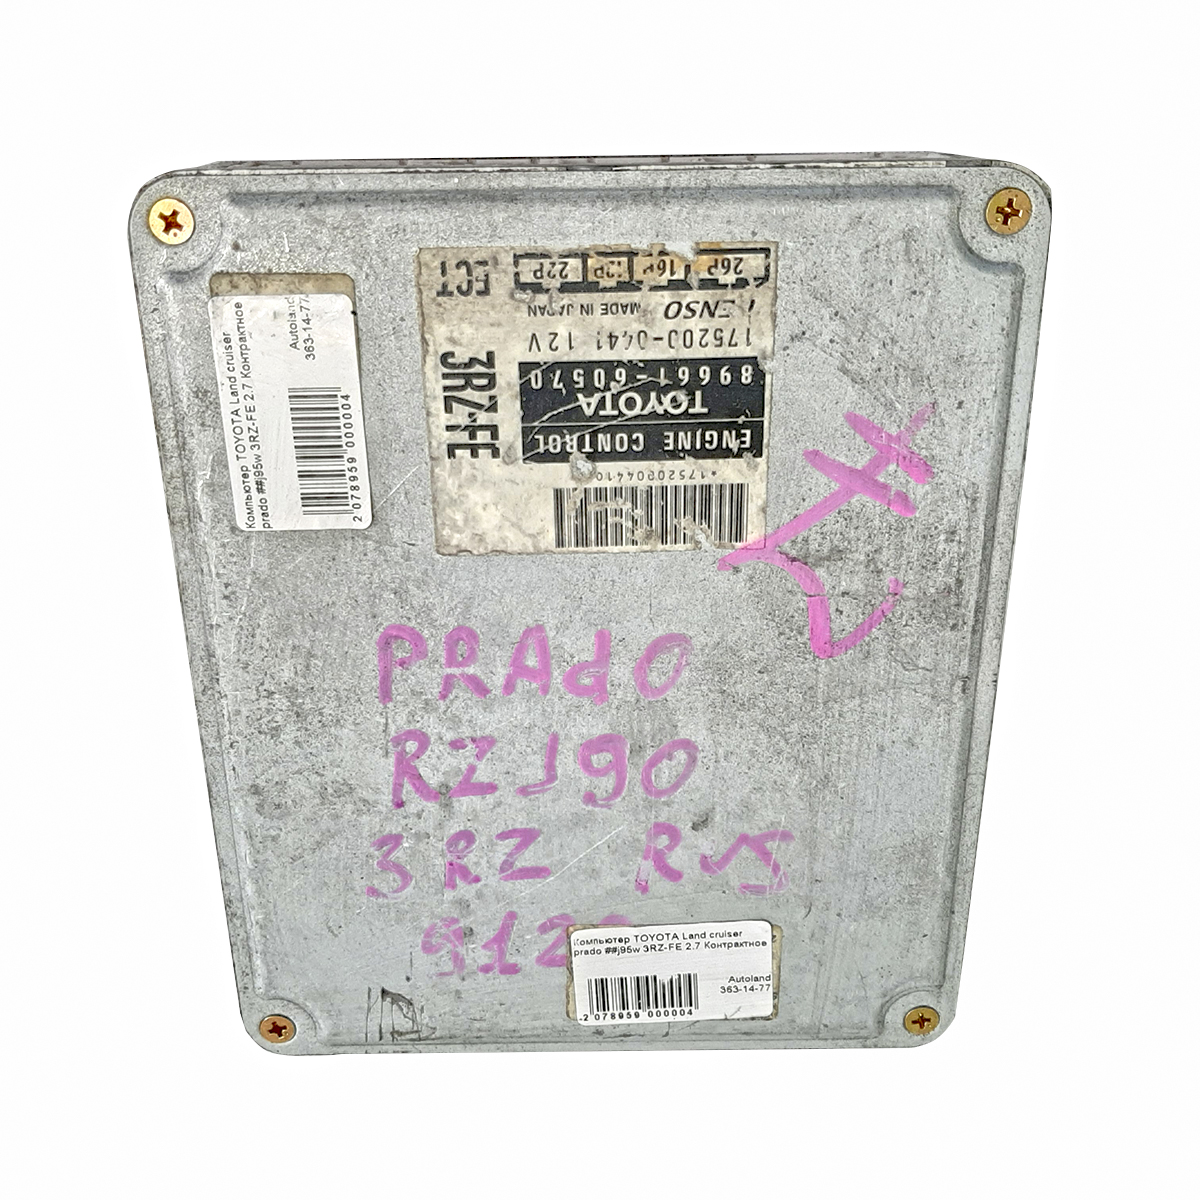 Компьютер TOYOTA Land cruiser
prado ##j95w 3RZ-FE 2.7 Контрактное
Autoland
363-14-77
2 078959 000004
*1752000441
ENGINE CONTROL
TOYOTA
89661-60570
175200-0441 12V
DENSO MADE IN JAPAN
26P 16P 12P 22P
3RZ-FE
ECT
PRAdO
RZJ90
3RZ
Компьютер TOYOTA Land cruiser
prado ##j95w 3RZ-FE 2.7 Контрактное
Autoland
363-14-77
2 078959 000004